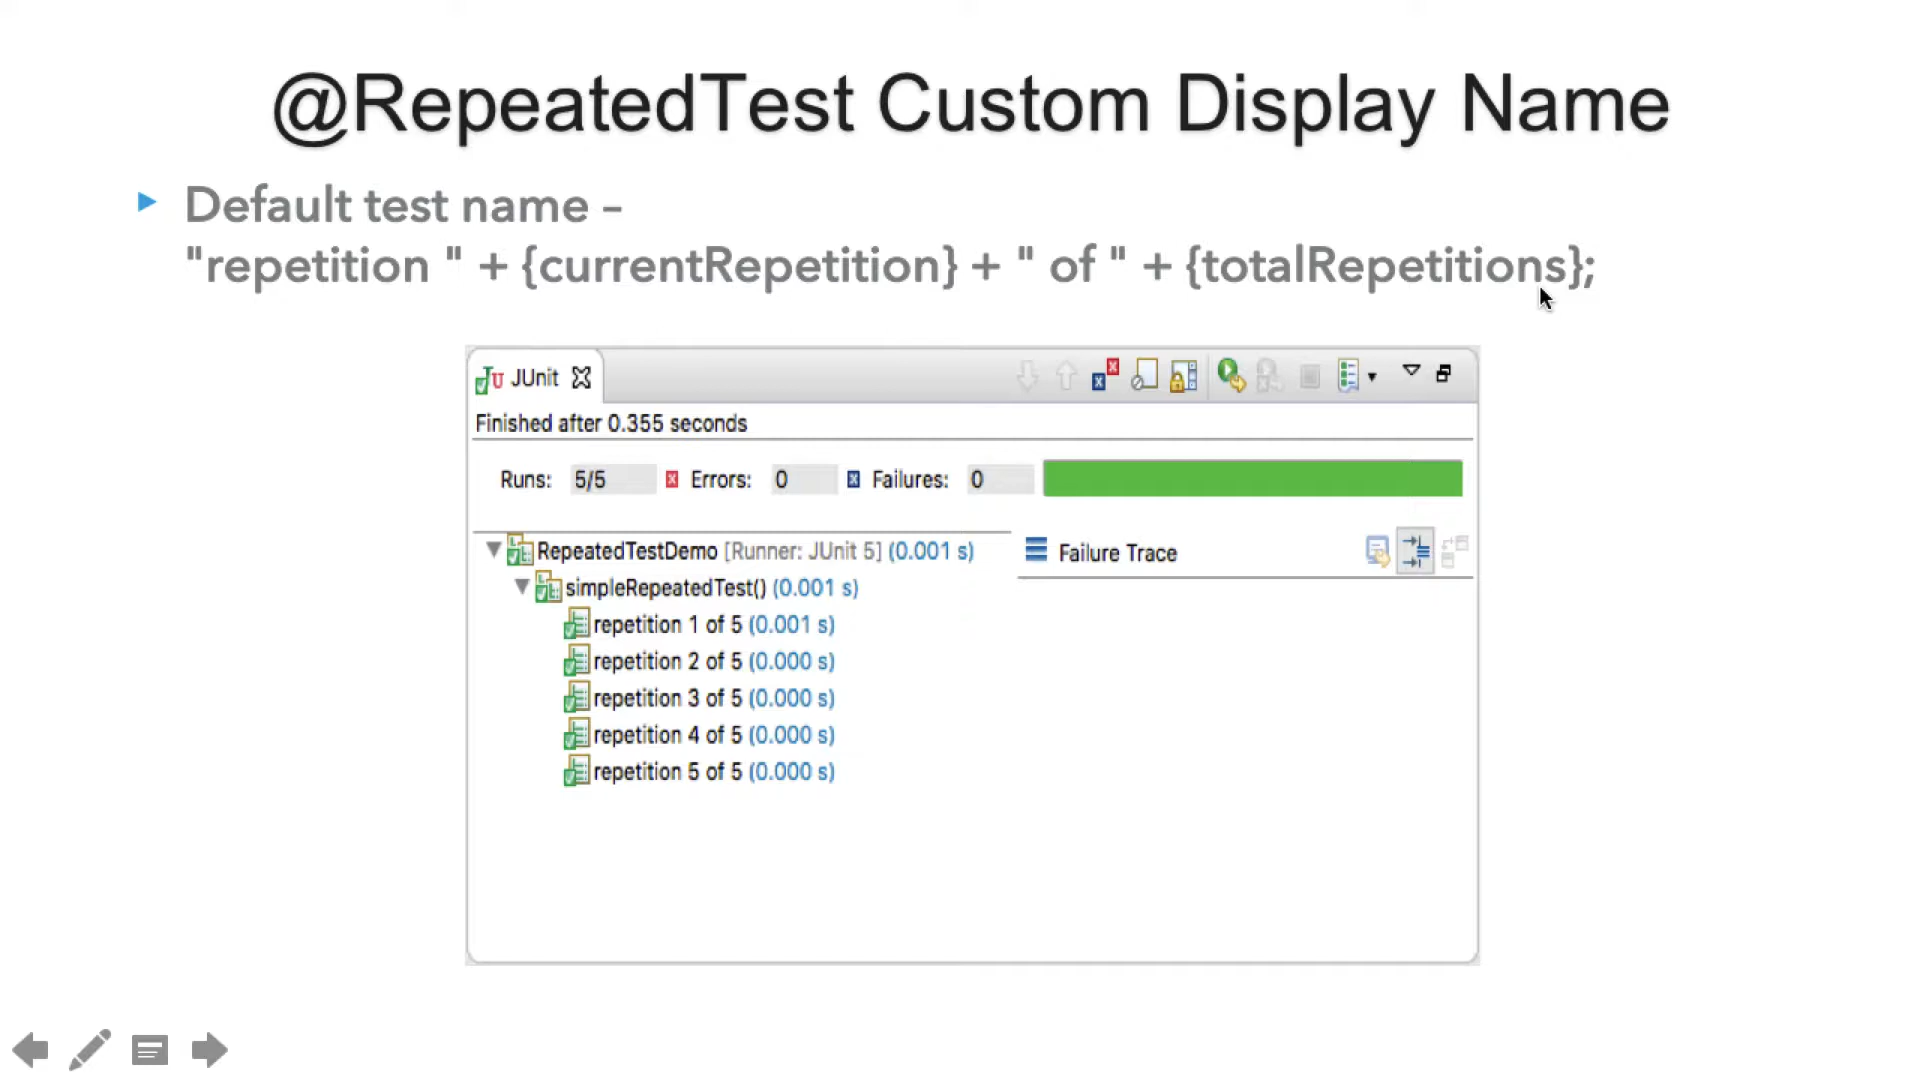 @RepeatedTest Custom Display Name
Default test name –
"repetition " + {currentRepetition} + " of " + {totalRepetitions};
JUnit
Finished after 0.355 seconds
Runs: 5/5 Errors: 0 Failures: 0
RepeatedTestDemo [Runner: JUnit 5] (0.001 s)
Failure Trace
simpleRepeatedTest() (0.001 s)
repetition 1 of 5 (0.001 s)
repetition 2 of 5 (0.000 s)
repetition 3 of 5 (0.000 s)
repetition 4 of 5 (0.000 s)
repetition 5 of 5 (0.000 s)